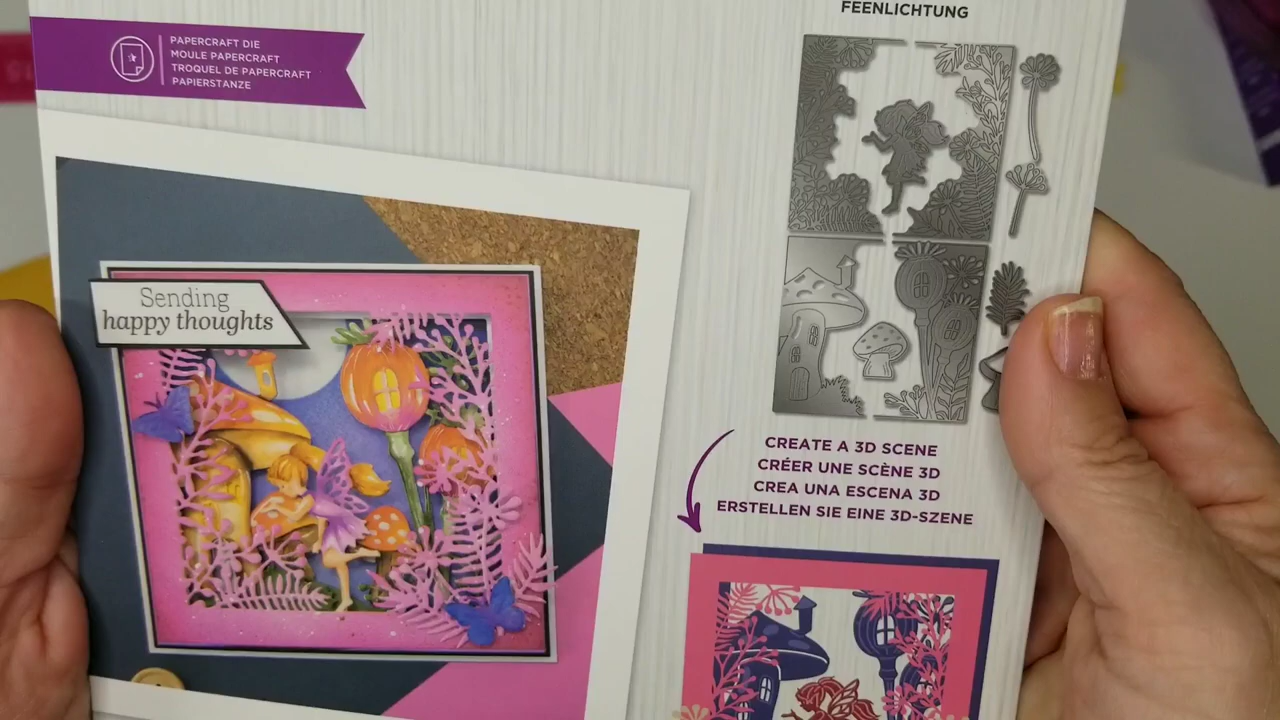 FEENLICHTUNG
PAPERCRAFT DIE
MOULE PAPERCRAFT
TROQUEL DE PAPERCRAFT
PAPIERSTANZE
Sending
happy thoughts
CREATE A 3D SCENE
CRÉER UNE SCÈNE 3D
CREA UNA ESCENA 3D
ERSTELLEN SIE EINE 3D-SZENE